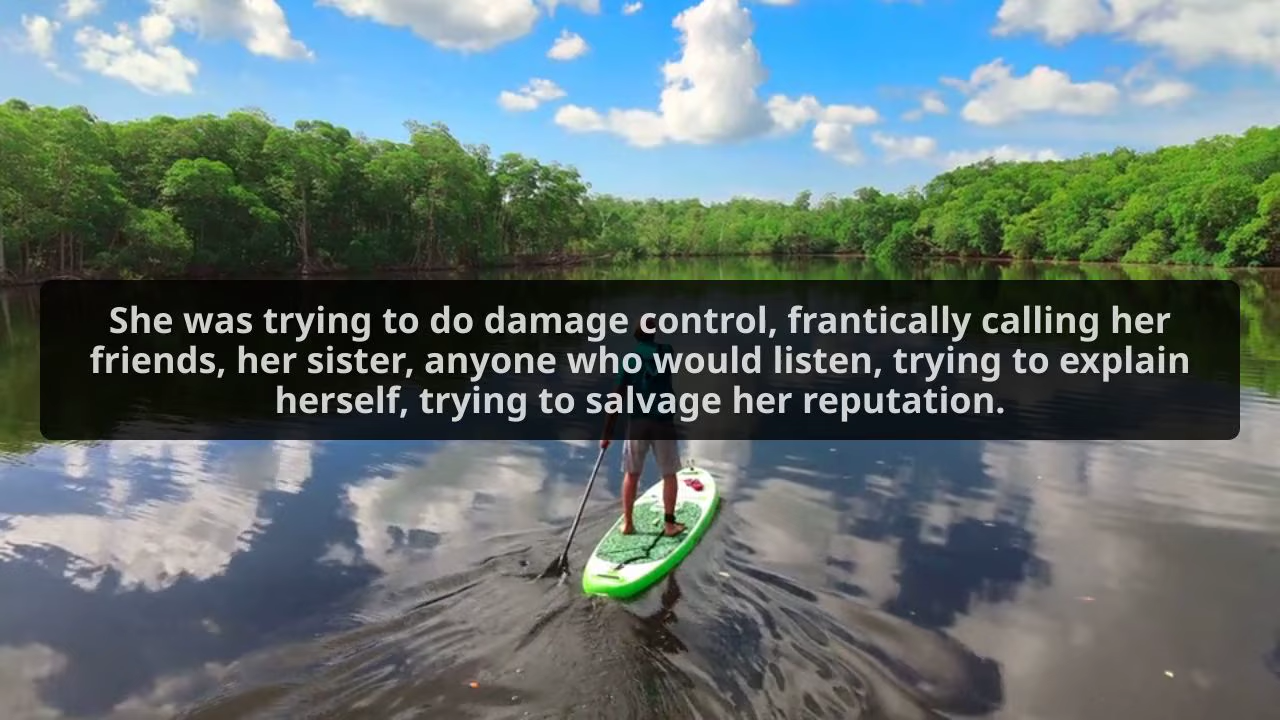 She was trying to do damage control, frantically calling her
friends, her sister, anyone who would listen, trying to explain
herself, trying to salvage her reputation.